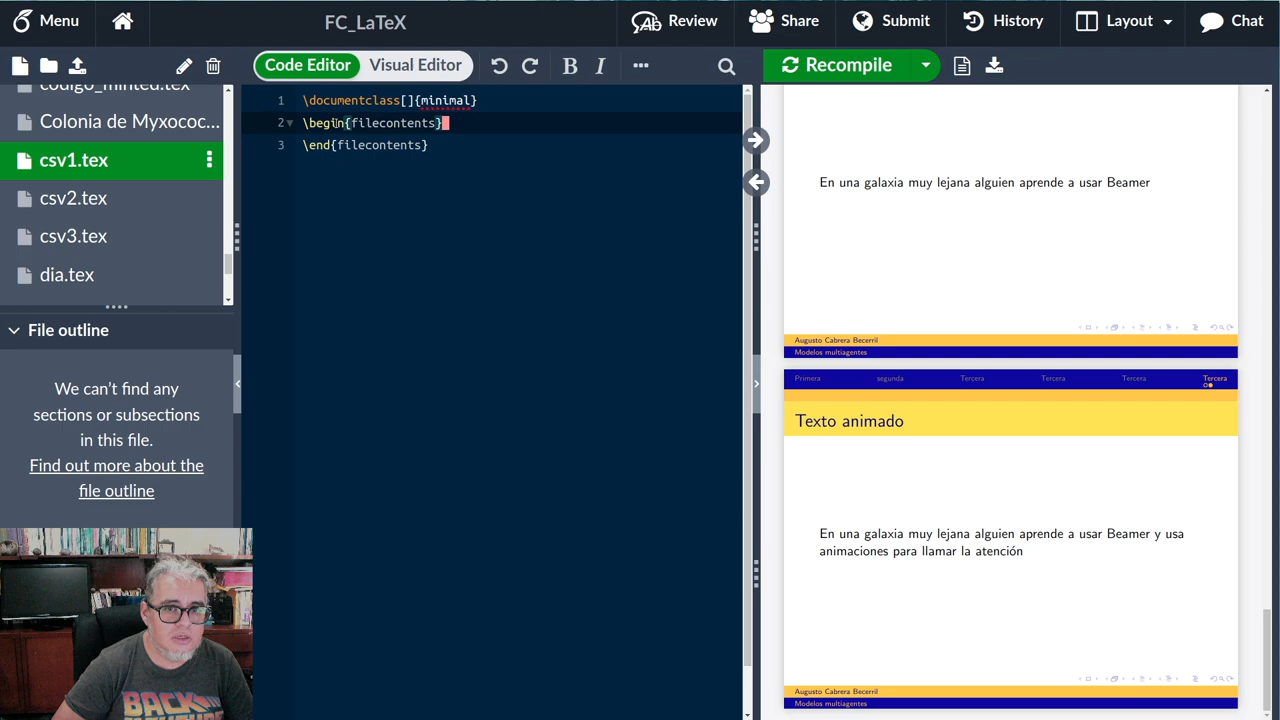 Menu
FC_LaTeX
Review
Share
Submit
History
Layout
Chat
Code Editor
Visual Editor
B
I
Recompile
codigo_minted.tex
Colonia de Myxococ...
csv1.tex
csv2.tex
csv3.tex
dia.tex
File outline
We can't find any
sections or subsections
in this file.
Find out more about the
file outline
1 \documentclass[]{minimal}
2 \begin{filecontents}
3 \end{filecontents}
En una galaxia muy lejana alguien aprende a usar Beamer
Augusto Cabrera Becerril
Modelos multiagentes
Primera segunda Tercera Tercera Tercera Tercera
Texto animado
En una galaxia muy lejana alguien aprende a usar Beamer y usa
animaciones para llamar la atención
Augusto Cabrera Becerril
Modelos multiagentes
BACK